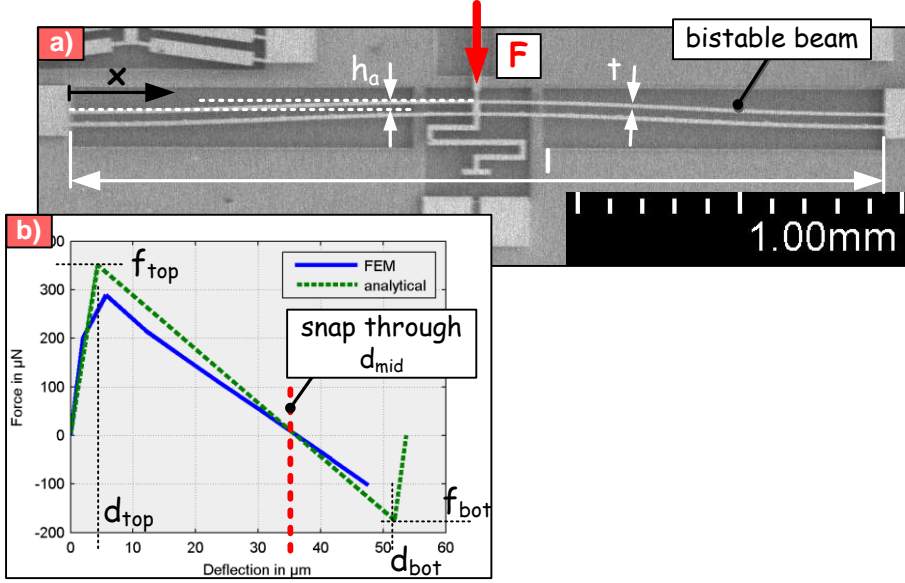 a)
F
bistable beam
x
hₐ
t
l
1.00mm
b)
00
f_top
FEM
analytical
300
snap through
d_mid
200
Force in µN
100
0
-100
f_bot
d_top
-200
0 10 20 30 40 50 60
d_bot
Deflection in µm